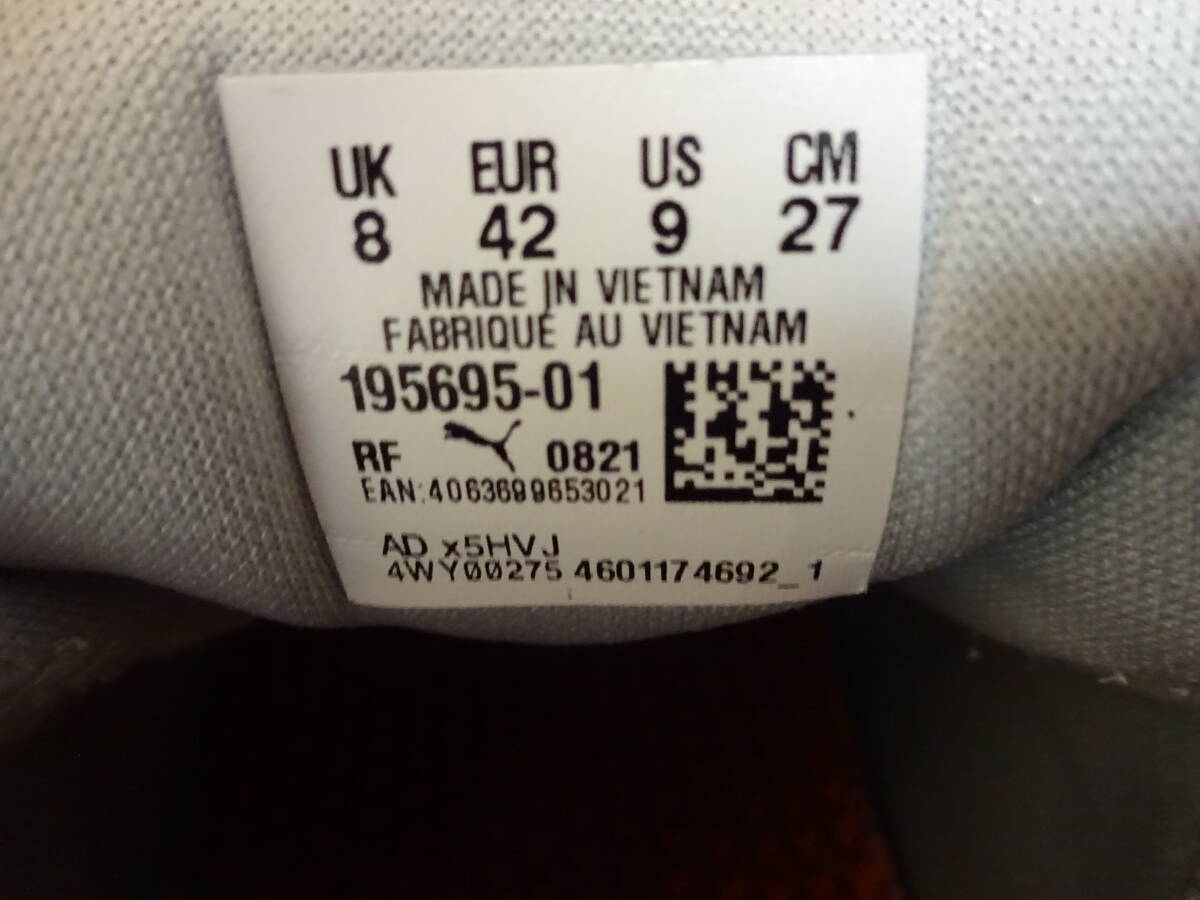 UK EUR US CM
8 42 9 27
MADE IN VIETNAM
FABRIQUÉ AU VIETNAM
195695-01
RF 0821
EAN:4063699653021
AD x5HVJ
4WY00275 4601174692_1